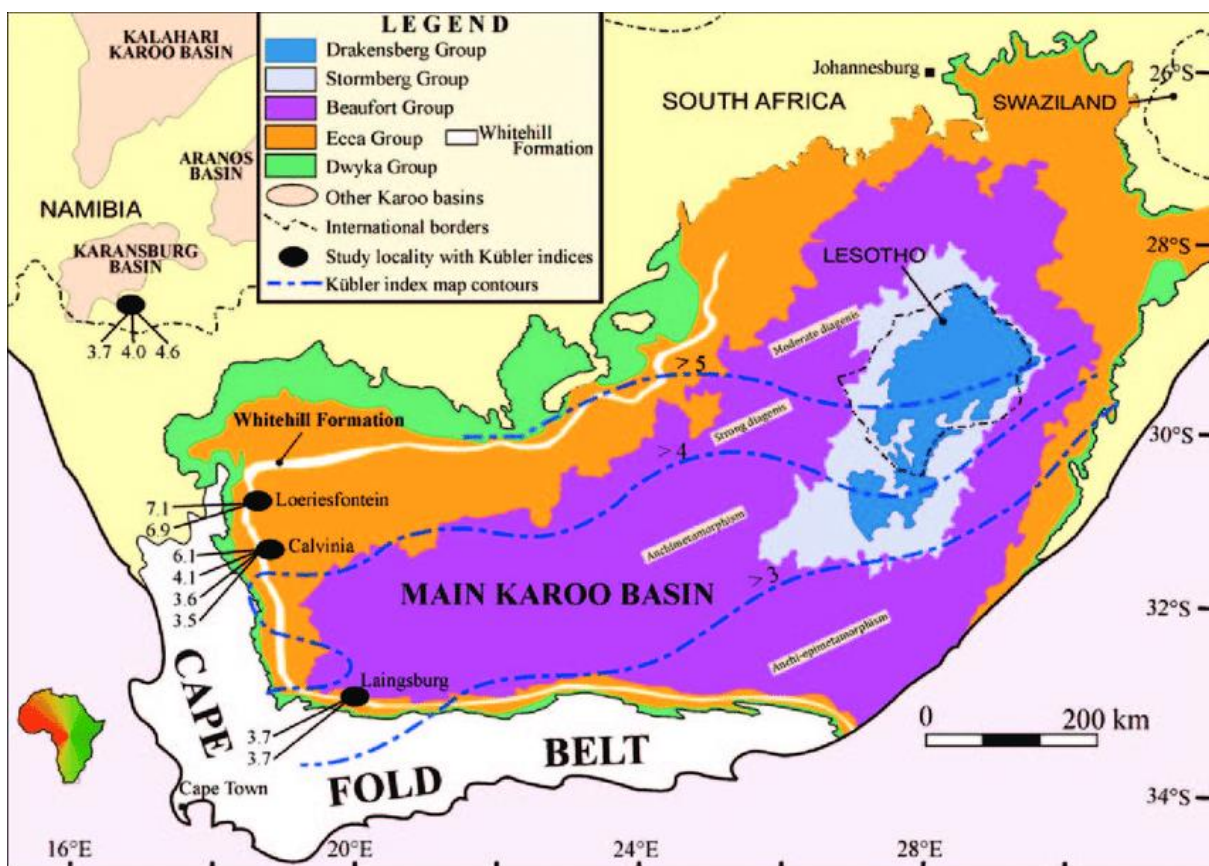 KALAHARI
KAROO BASIN
ARANOS
BASIN
NAMIBIA
KARANSBURG
BASIN
3.7 4.0 4.6
LEGEND
Drakensberg Group
Stormberg Group
Beaufort Group
Ecca Group
Whitehill
Formation
Dwyka Group
Other Karoo basins
International borders
Study locality with Kübler indices
Kübler index map contours
Johannesburg
SOUTH AFRICA
SWAZILAND
26°S
28°S
LESOTHO
Moderate diagenis
> 5
Strong diagenis
30°S
> 4
Whitehill Formation
Loeriesfontein
7.1
6.9
Calvinia
6.1
4.1
3.6
3.5
Anchimetamorphism
> 3
MAIN KAROO BASIN
32°S
Anchi-epimetamorphism
Laingsburg
3.7
3.7
CAPE
FOLD
BELT
0 200 km
Cape Town
34°S
16°E
20°E
24°E
28°E